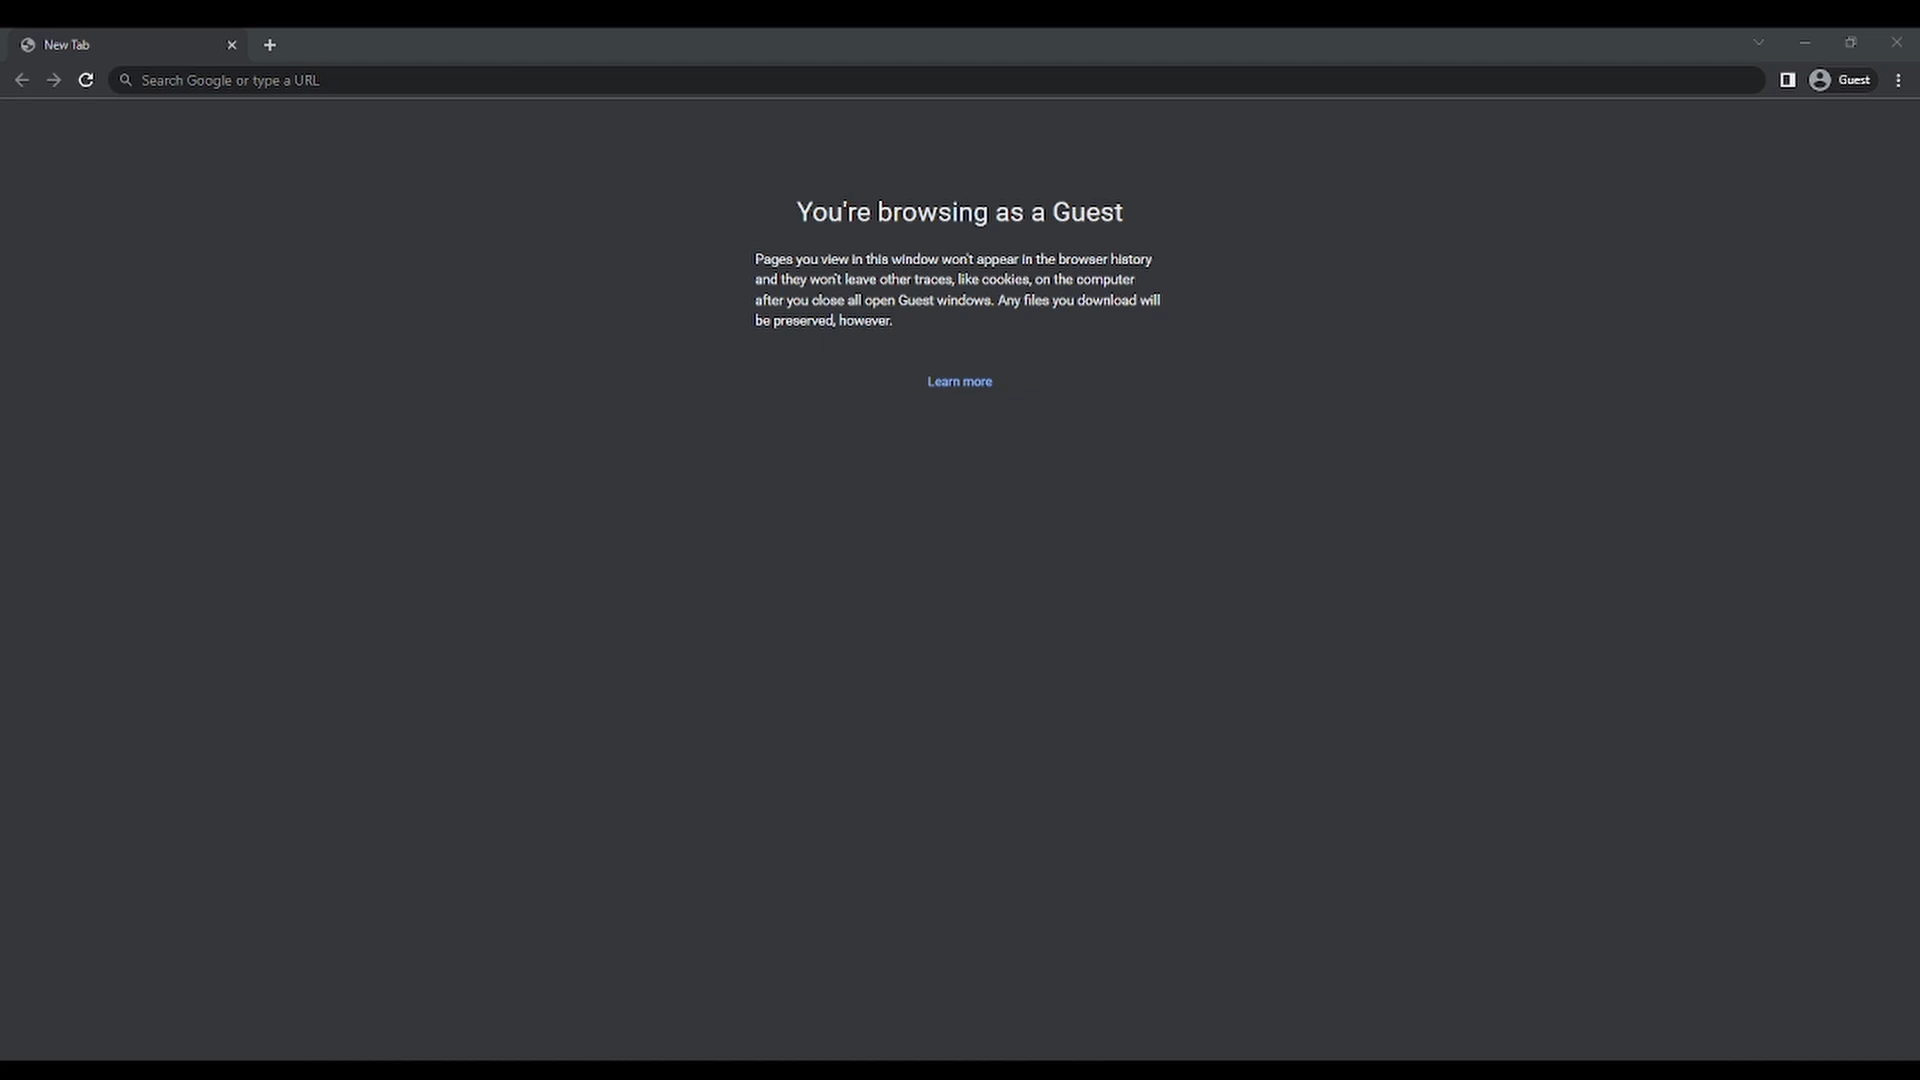 New Tab
Search Google or type a URL
Guest
You're browsing as a Guest
Pages you view in this window won't appear in the browser history
and they won't leave other traces, like cookies, on the computer
after you close all open Guest windows. Any files you download will
be preserved, however.
Learn more